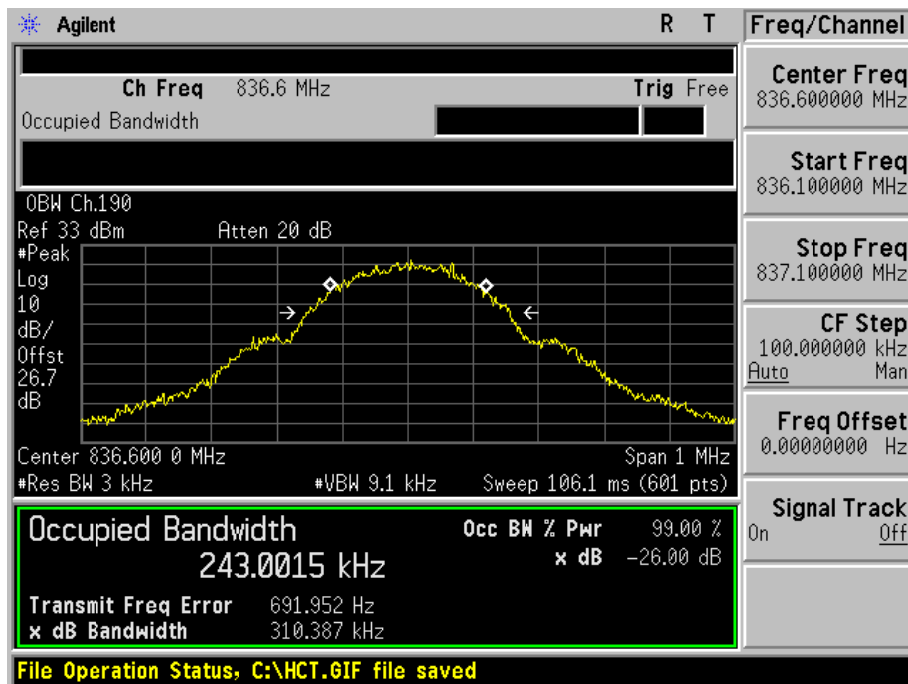 Agilent R T Freq/Channel
Ch Freq 836.6 MHz Trig Free
Occupied Bandwidth
Center Freq
836.600000 MHz
Start Freq
836.100000 MHz
Stop Freq
837.100000 MHz
CF Step
100.000000 kHz
Auto Man
Freq Offset
0.00000000 Hz
Signal Track
On Off
OBW Ch.190
Ref 33 dBm Atten 20 dB
#Peak
Log
10
dB/
Offst
26.7
dB
Center 836.600 0 MHz Span 1 MHz
#Res BW 3 kHz #VBW 9.1 kHz Sweep 106.1 ms (601 pts)
Occupied Bandwidth Occ BW % Pwr 99.00 %
243.0015 kHz x dB -26.00 dB
Transmit Freq Error 691.952 Hz
x dB Bandwidth 310.387 kHz
File Operation Status, C:\HCT.GIF file saved